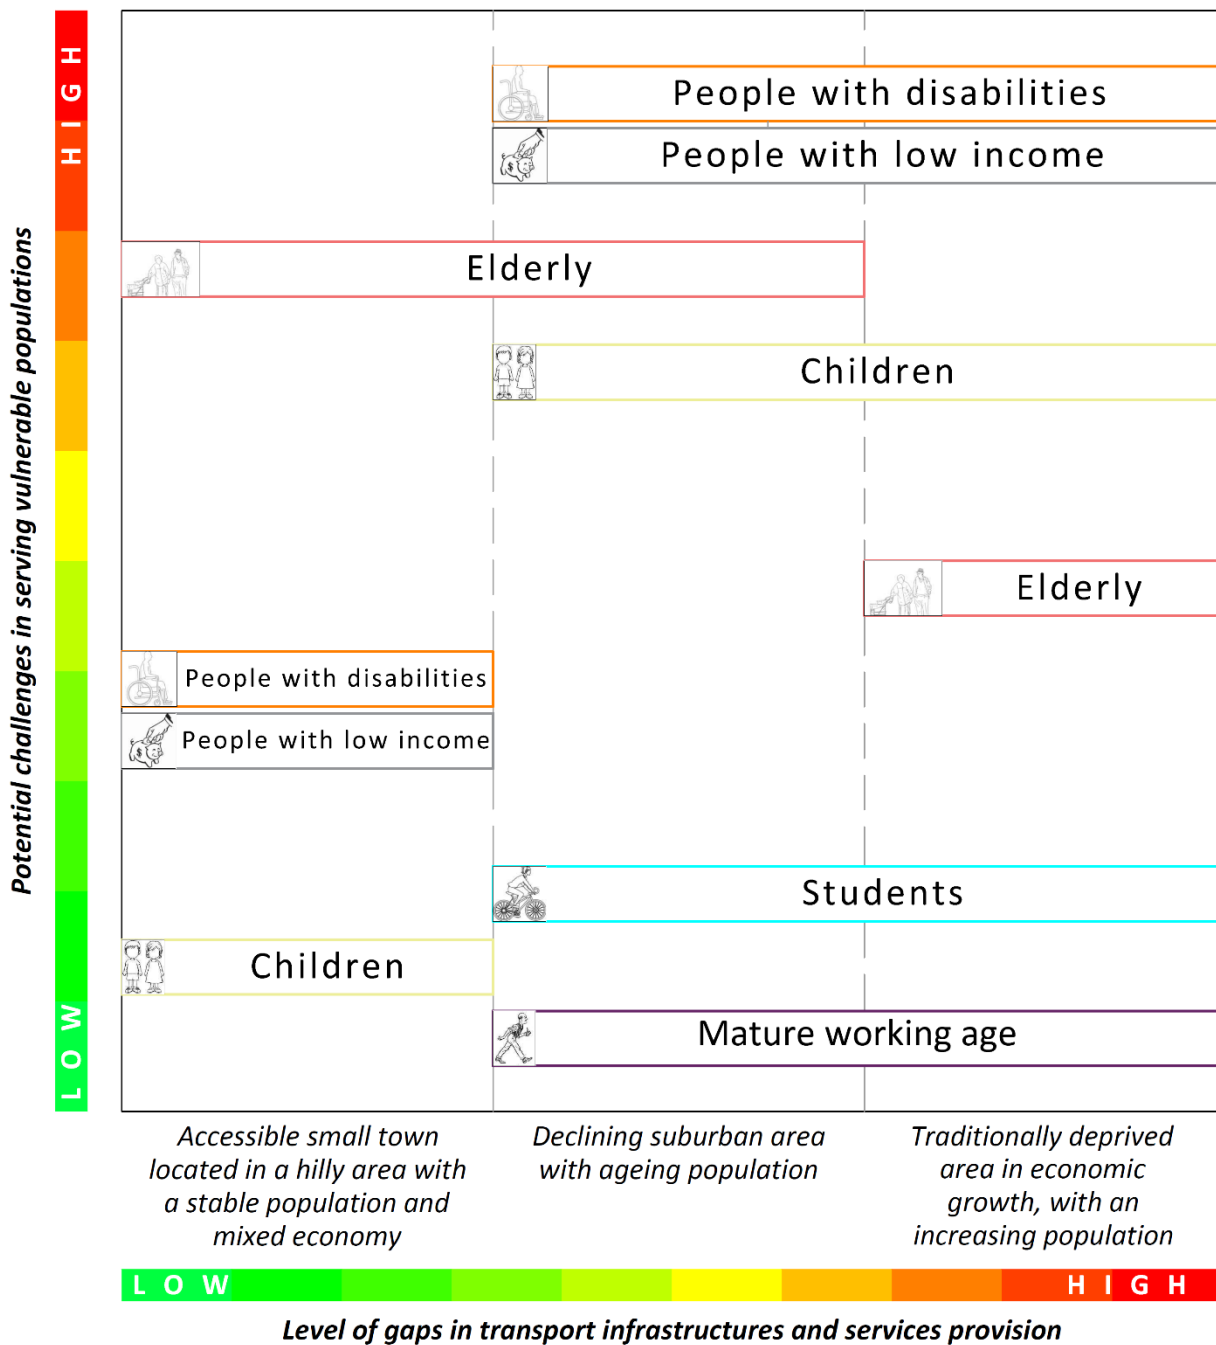 HIGH
People with disabilities
People with low income
Elderly
Children
Elderly
People with disabilities
People with low income
Students
Children
Mature working age
LOW
Potential challenges in serving vulnerable populations
Accessible small town
located in a hilly area with
a stable population and
mixed economy
Declining suburban area
with ageing population
Traditionally deprived
area in economic
growth, with an
increasing population
LOW
HIGH
Level of gaps in transport infrastructures and services provision